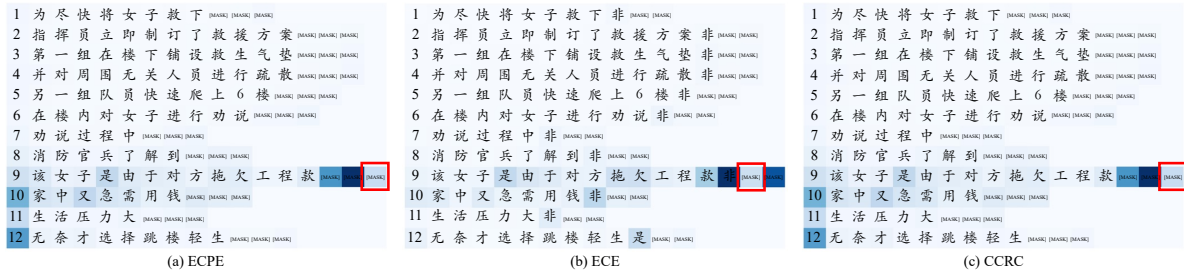 1 为尽快将女子救下 [MASK] [MASK] [MASK]
2 指挥员立即制订了救援方案 [MASK] [MASK] [MASK]
3 第一组在楼下铺设救生气垫 [MASK] [MASK] [MASK]
4 并对周围无关人员进行疏散 [MASK] [MASK] [MASK]
5 另一组队员快速爬上6楼 [MASK] [MASK] [MASK]
6 在楼内对女子进行劝说 [MASK] [MASK] [MASK]
7 劝说过程中 [MASK] [MASK] [MASK]
8 消防官兵了解到 [MASK] [MASK] [MASK]
9 该女子是由于对方拖欠工程款 [MASK] [MASK] [MASK]
10 家中又急需用钱 [MASK] [MASK] [MASK]
11 生活压力大 [MASK] [MASK] [MASK]
12 无奈才选择跳楼轻生 [MASK] [MASK] [MASK]
(a) ECPE
1 为尽快将女子救下非 [MASK] [MASK]
2 指挥员立即制订了救援方案非 [MASK] [MASK]
3 第一组在楼下铺设救生气垫非 [MASK] [MASK]
4 并对周围无关人员进行疏散非 [MASK] [MASK]
5 另一组队员快速爬上6楼非 [MASK] [MASK]
6 在楼内对女子进行劝说非 [MASK] [MASK]
7 劝说过程中非 [MASK] [MASK]
8 消防官兵了解到非 [MASK] [MASK]
9 该女子是由于对方拖欠工程款非 [MASK] [MASK]
10 家中又急需用钱非 [MASK] [MASK]
11 生活压力大非 [MASK] [MASK]
12 无奈才选择跳楼轻生是 [MASK] [MASK]
(b) ECE
1 为尽快将女子救下 [MASK] [MASK] [MASK]
2 指挥员立即制订了救援方案 [MASK] [MASK] [MASK]
3 第一组在楼下铺设救生气垫 [MASK] [MASK] [MASK]
4 并对周围无关人员进行疏散 [MASK] [MASK] [MASK]
5 另一组队员快速爬上6楼 [MASK] [MASK] [MASK]
6 在楼内对女子进行劝说 [MASK] [MASK] [MASK]
7 劝说过程中 [MASK] [MASK] [MASK]
8 消防官兵了解到 [MASK] [MASK] [MASK]
9 该女子是由于对方拖欠工程款 [MASK] [MASK] [MASK]
10 家中又急需用钱 [MASK] [MASK] [MASK]
11 生活压力大 [MASK] [MASK] [MASK]
12 无奈才选择跳楼轻生 [MASK] [MASK] [MASK]
(c) CCRC